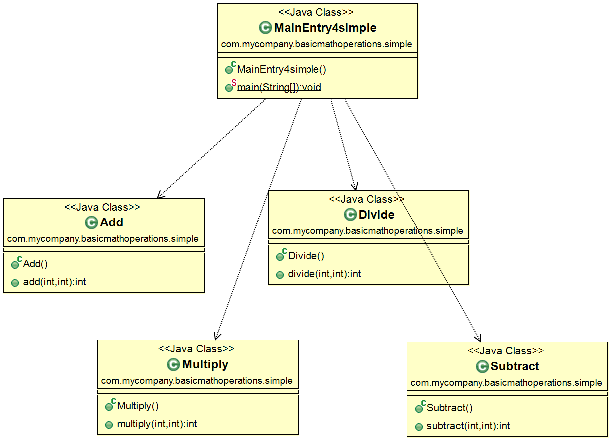 <<Java Class>>
MainEntry4simple
com.mycompany.basicmathoperations.simple
MainEntry4simple()
main(String[]):void
<<Java Class>>
Add
com.mycompany.basicmathoperations.simple
Add()
add(int,int):int
<<Java Class>>
Divide
com.mycompany.basicmathoperations.simple
Divide()
divide(int,int):int
<<Java Class>>
Multiply
com.mycompany.basicmathoperations.simple
Multiply()
multiply(int,int):int
<<Java Class>>
Subtract
com.mycompany.basicmathoperations.simple
Subtract()
subtract(int,int):int